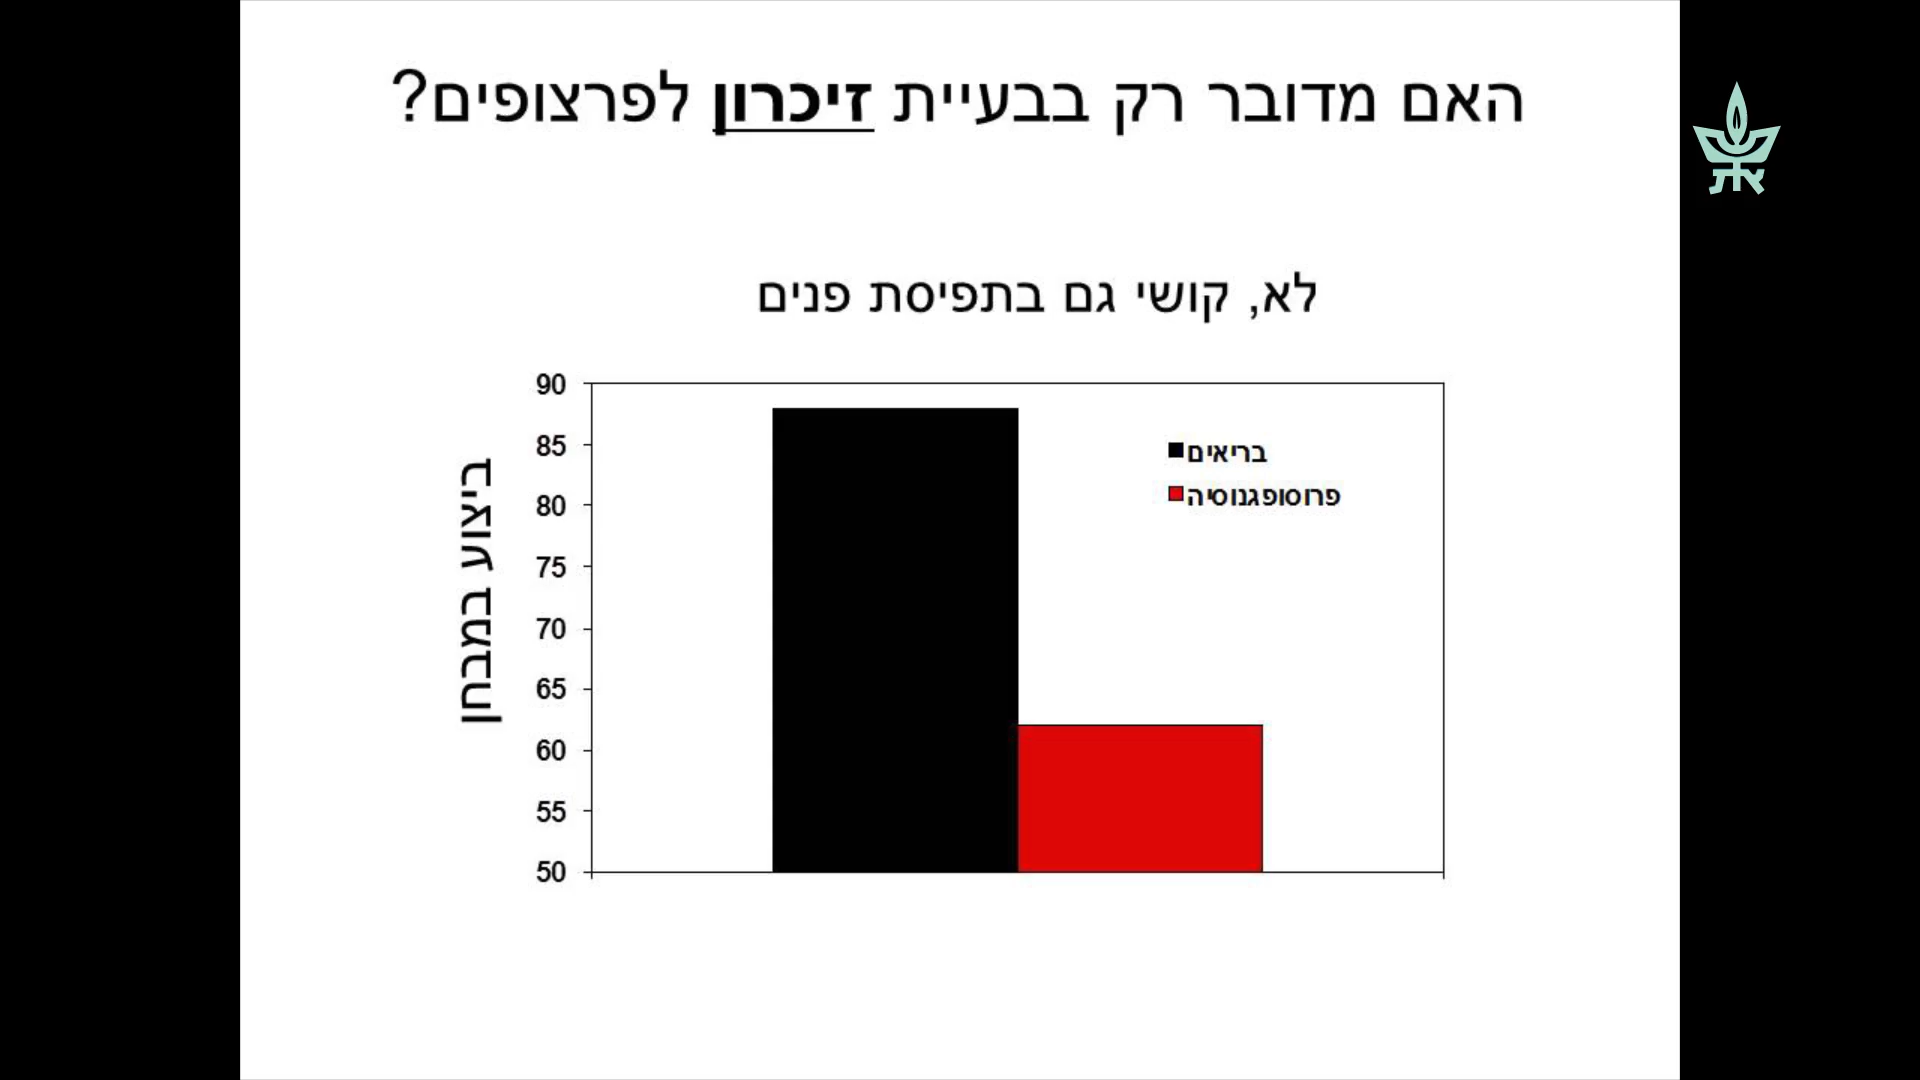 האם מדובר רק בבעיית זיכרון לפרצופים?
לא, קושי גם בתפיסת פנים
ביצוע במבחן
90
85
80
75
70
65
60
55
50
בריאים
פרוסופגנוסיה
את